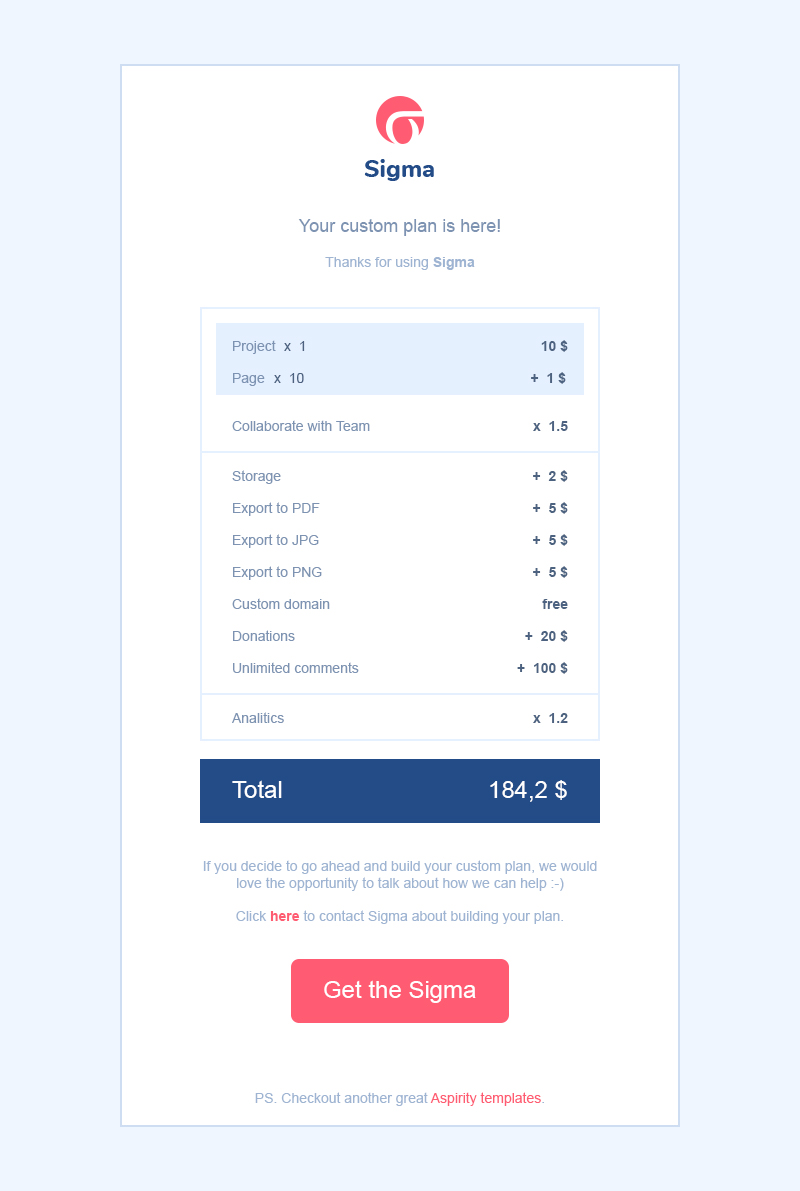 Sigma
Your custom plan is here!
Thanks for using Sigma
Project x 1 10 $
Page x 10 + 1 $
Collaborate with Team x 1.5
Storage + 2 $
Export to PDF + 5 $
Export to JPG + 5 $
Export to PNG + 5 $
Custom domain free
Donations + 20 $
Unlimited comments + 100 $
Analitics x 1.2
Total 184,2 $
If you decide to go ahead and build your custom plan, we would
love the opportunity to talk about how we can help :-)
Click here to contact Sigma about building your plan.
Get the Sigma
PS. Checkout another great Aspirity templates.